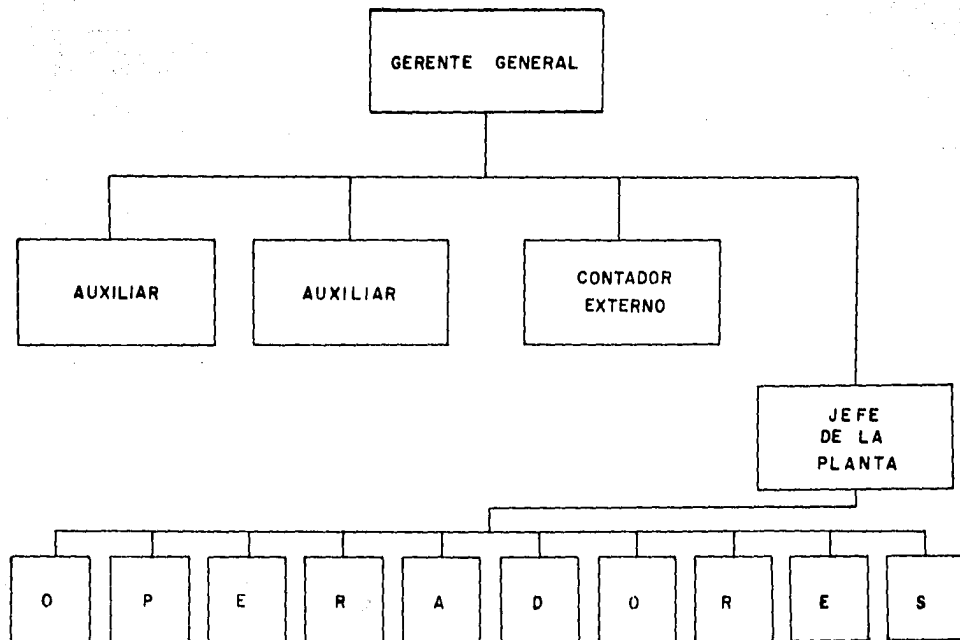 GERENTE GENERAL
AUXILIAR
AUXILIAR
CONTADOR
EXTERNO
JEFE
DE LA
PLANTA
O P E R A D O R E S